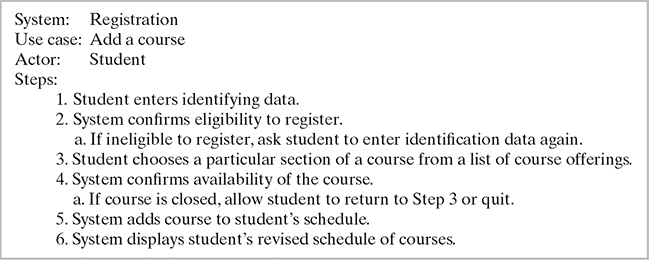 System: Registration
Use case: Add a course
Actor: Student
Steps:
1. Student enters identifying data.
2. System confirms eligibility to register.
a. If ineligible to register, ask student to enter identification data again.
3. Student chooses a particular section of a course from a list of course offerings.
4. System confirms availability of the course.
a. If course is closed, allow student to return to Step 3 or quit.
5. System adds course to student’s schedule.
6. System displays student’s revised schedule of courses.